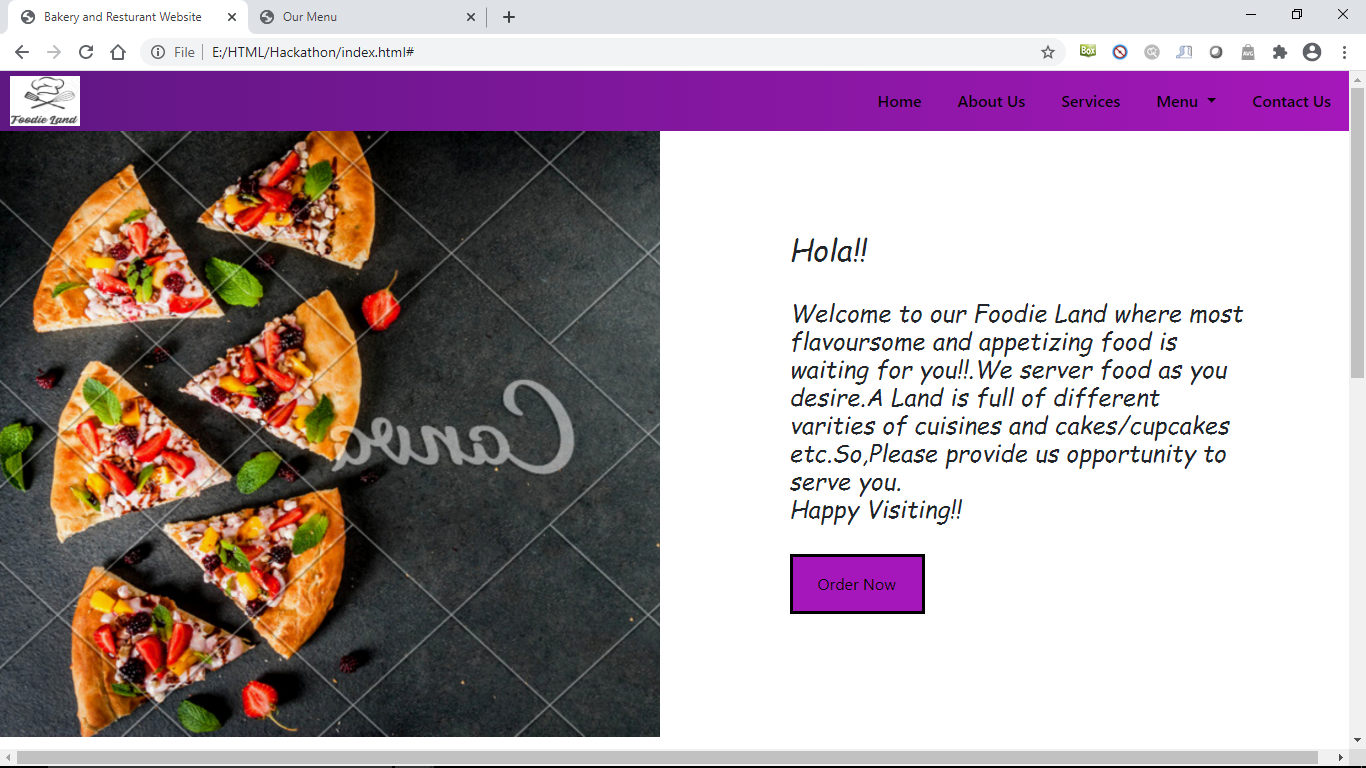 Bakery and Resturant Website
Our Menu
File
E:/HTML/Hackathon/index.html#
Box
AVG
Foodie Land
Home
About Us
Services
Menu
Contact Us
Canva
Hola!!
Welcome to our Foodie Land where most
flavoursome and appetizing food is
waiting for you!!.We server food as you
desire.A Land is full of different
varities of cuisines and cakes/cupcakes
etc.So,Please provide us opportunity to
serve you.
Happy Visiting!!
Order Now